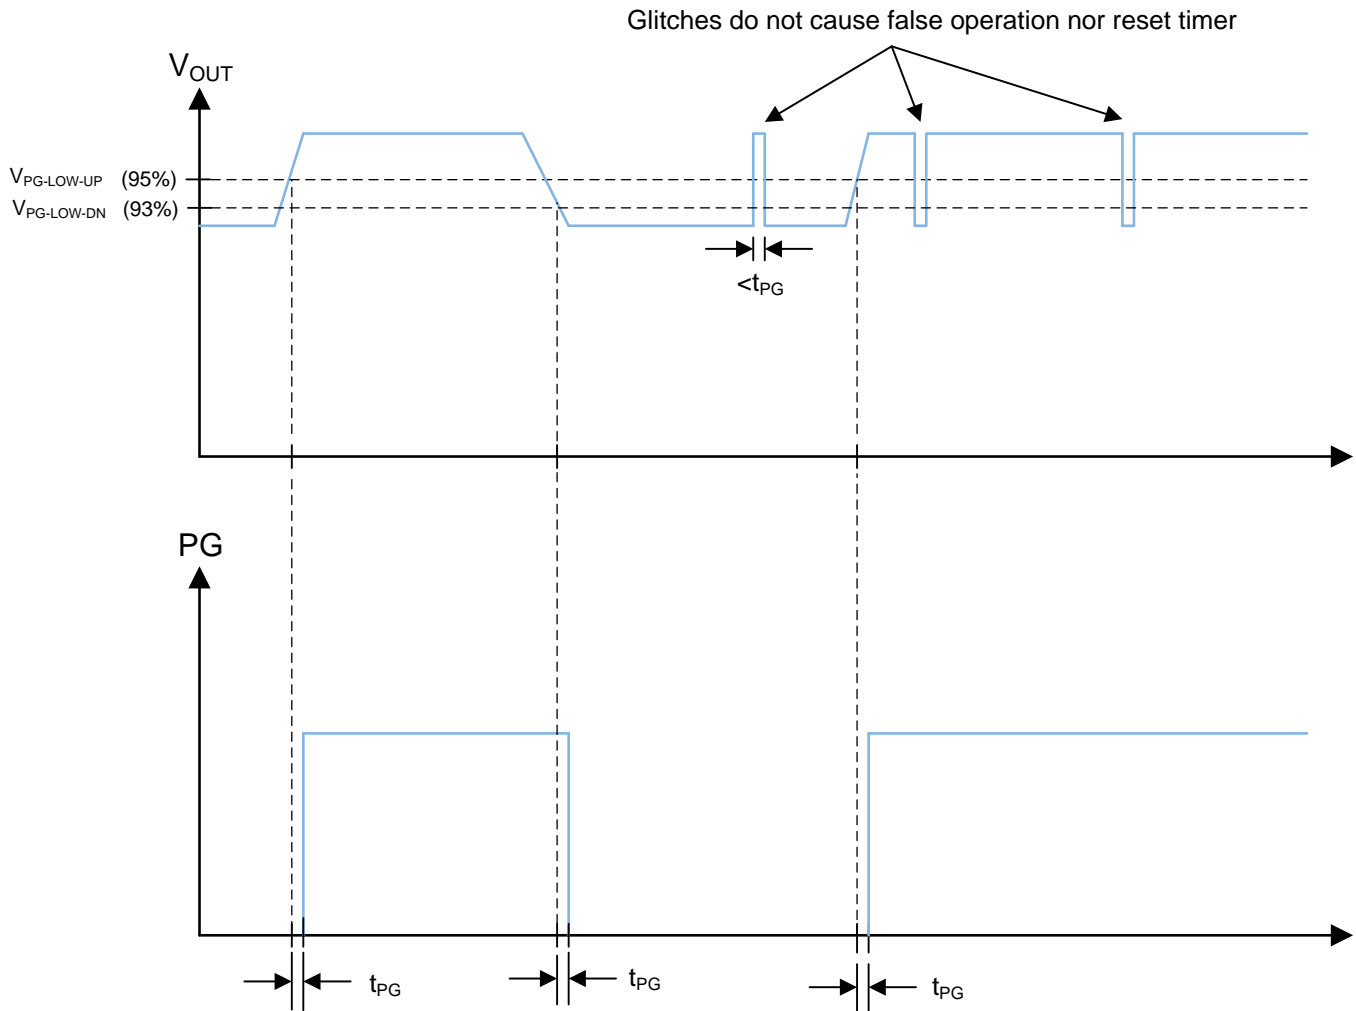 Glitches do not cause false operation nor reset timer
VOUT
VPG-LOW-UP (95%)
VPG-LOW-DN (93%)
<tPG
PG
tPG
tPG
tPG